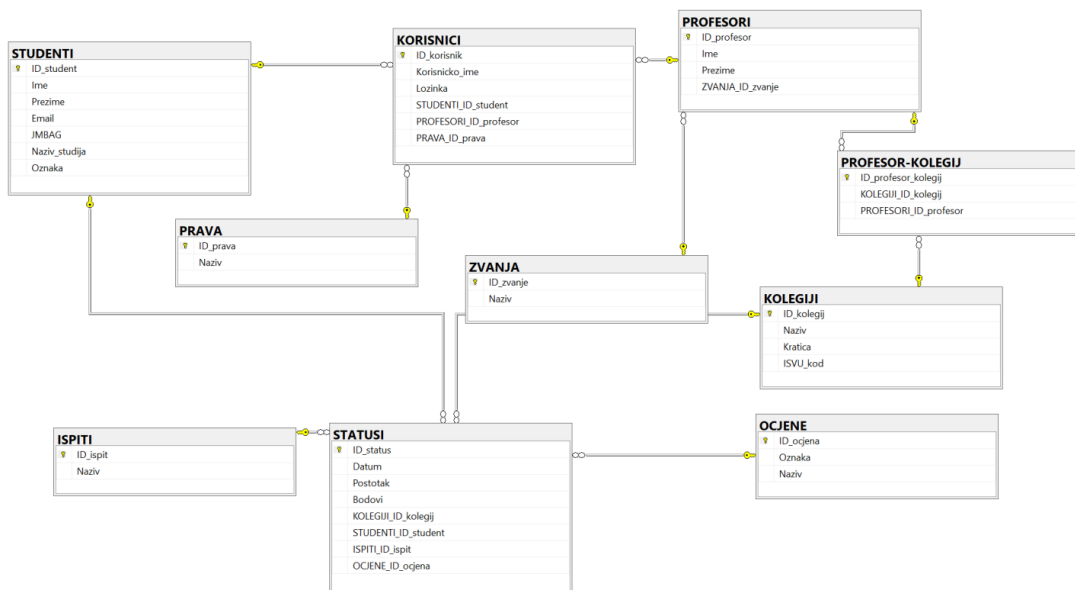 STUDENTI
ID_student
Ime
Prezime
Email
JMBAG
Naziv_studija
Oznaka
KORISNICI
ID_korisnik
Korisnicko_ime
Lozinka
STUDENTI_ID_student
PROFESORI_ID_profesor
PRAVA_ID_prava
PROFESORI
ID_profesor
Ime
Prezime
ZVANJA_ID_zvanje
PROFESOR-KOLEGIJ
ID_profesor_kolegij
KOLEGIJI_ID_kolegij
PROFESORI_ID_profesor
PRAVA
ID_prava
Naziv
ZVANJA
ID_zvanje
Naziv
KOLEGIJI
ID_kolegij
Naziv
Kratica
ISVU_kod
ISPITI
ID_ispit
Naziv
STATUSI
ID_status
Datum
Postotak
Bodovi
KOLEGIJI_ID_kolegij
STUDENTI_ID_student
ISPITI_ID_ispit
OCJENE_ID_ocjena
OCJENE
ID_ocjena
Oznaka
Naziv